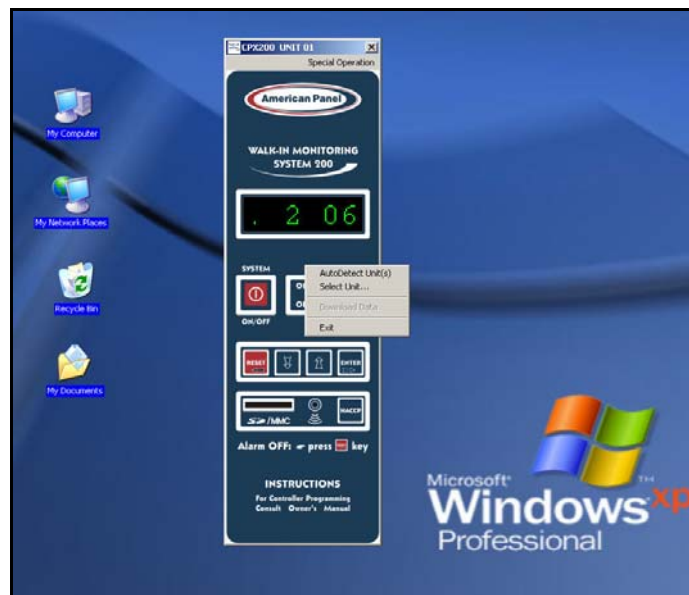 CPX200 UNIT 01
Special Operation
American Panel
WALK-IN MONITORING
SYSTEM 200
. 2 06
SYSTEM
ON/OFF
AutoDetect Unit(s)
Select Unit...
Download Data
Exit
RESET
ENTER
SD/MMC
HACCP
Alarm OFF: press key
INSTRUCTIONS
For Controller Programming
Consult Owner's Manual
My Computer
My Network Places
Recycle Bin
My Documents
Microsoft
Windows xp
TM
Professional